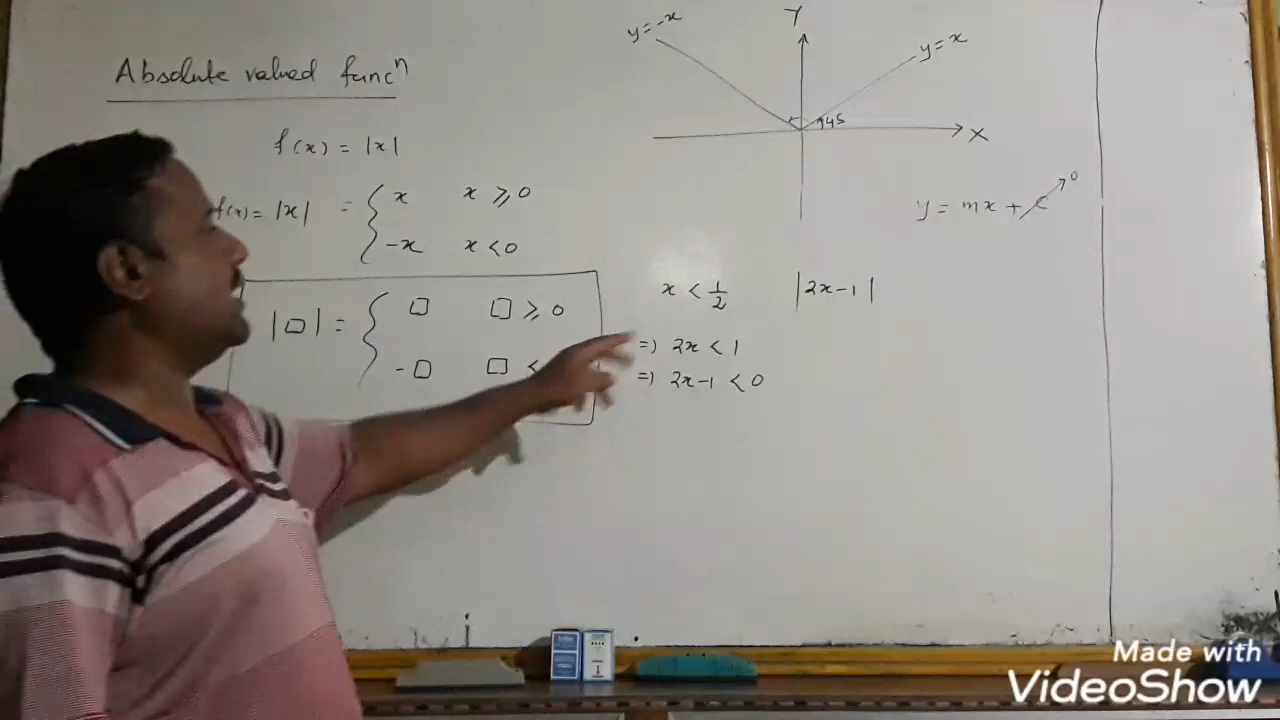 Absolute valued funcⁿ
f(x) = |x|
f(x) = |x| = { x x ≥ 0
-x x < 0
|□| = { □ □ ≥ 0
-□ □ <
y = -x
Y
y = x
45
X
y = mx + c → 0
x < 1/2 |2x-1|
=) 2x < 1
=) 2x-1 < 0
Made with
VideoShow